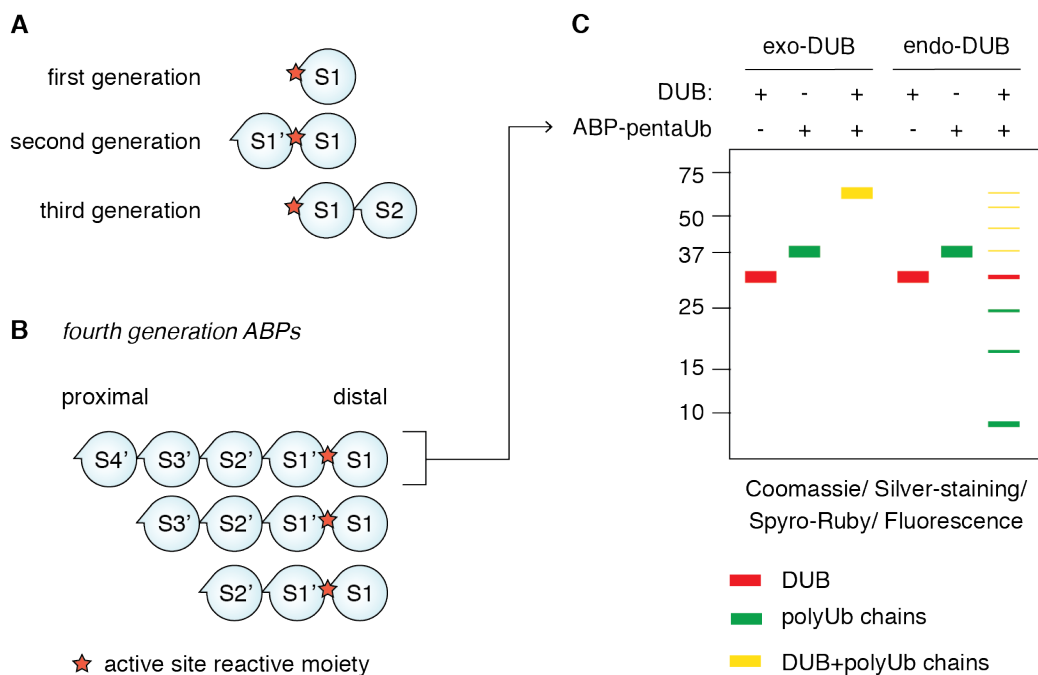 A
first generation
S1
second generation
S1' S1
third generation
S1 S2
B fourth generation ABPs
proximal distal
S4' S3' S2' S1' S1
S3' S2' S1' S1
S2' S1' S1
active site reactive moiety
C
exo-DUB endo-DUB
DUB: + - + + - +
ABP-pentaUb - + + - + +
75
50
37
25
15
10
Coomassie/ Silver-staining/
Spyro-Ruby/ Fluorescence
DUB
polyUb chains
DUB+polyUb chains